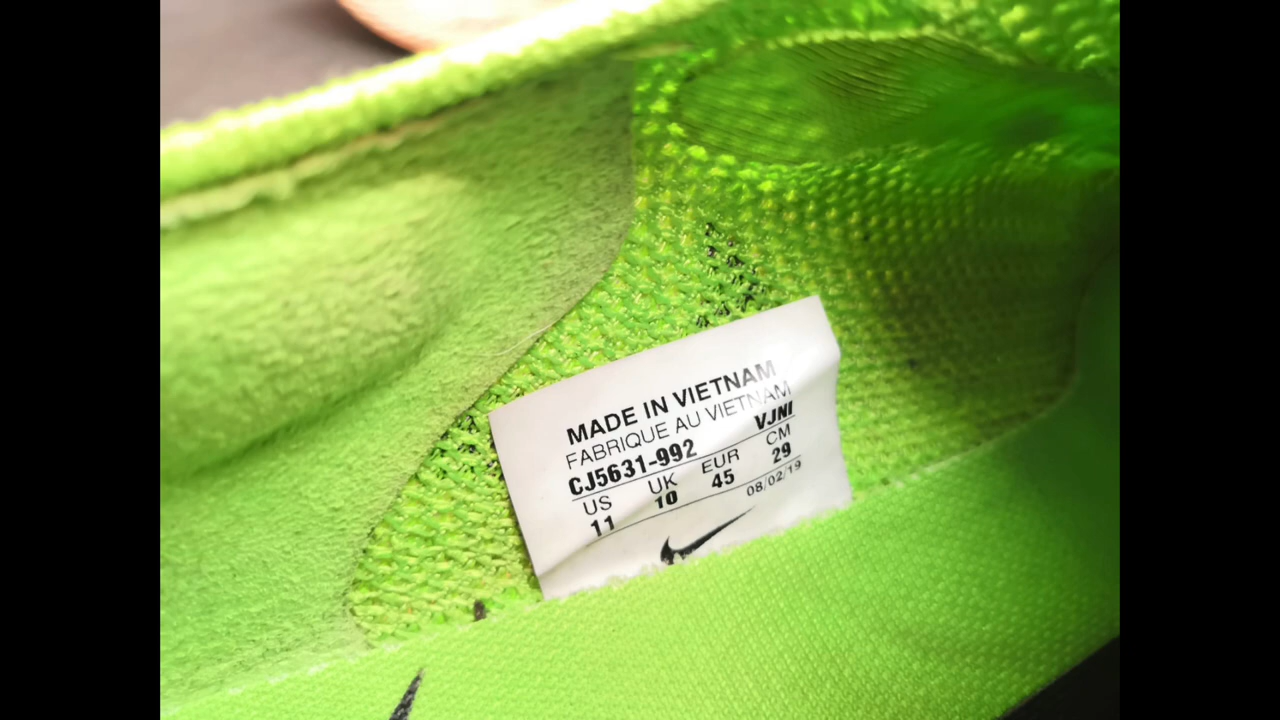 MADE IN VIETNAM
FABRIQUE AU VIETNAM
CJ5631-992 VJNI
US UK EUR CM
11 10 45 29
08/02/19